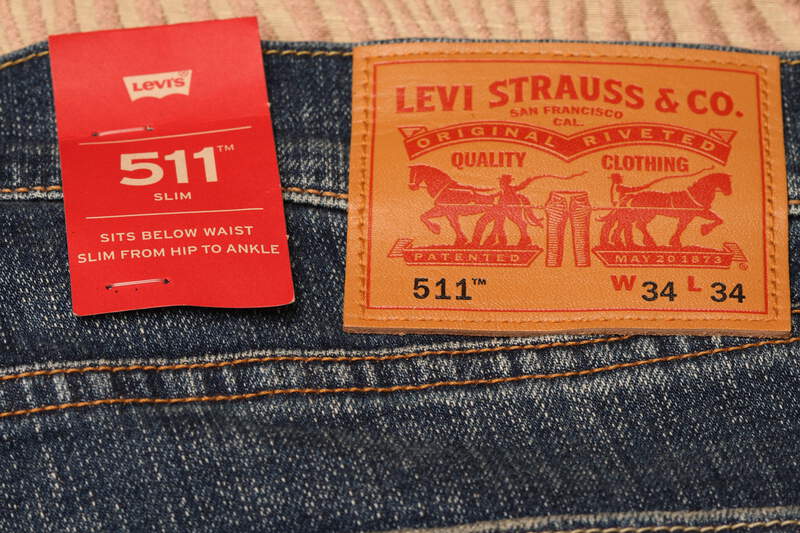 LEVI'S
511™
SLIM
SITS BELOW WAIST
SLIM FROM HIP TO ANKLE
LEVI STRAUSS & CO.
SAN FRANCISCO
CAL.
ORIGINAL RIVETED
QUALITY CLOTHING
PATENTED MAY 20 1873 ®
511™ W 34 L 34